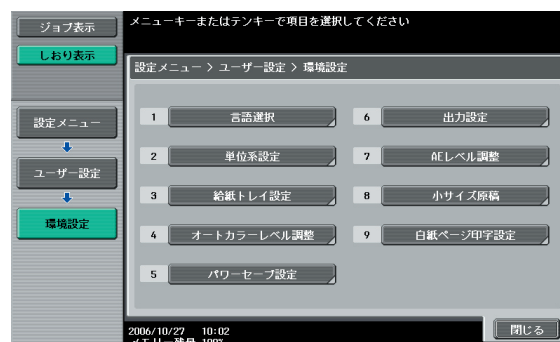 ジョブ表示
メニューキーまたはテンキーで項目を選択してください
しおり表示
設定メニュー > ユーザー設定 > 環境設定
設定メニュー
ユーザー設定
環境設定
1 言語選択
2 単位系設定
3 給紙トレイ設定
4 オートカラーレベル調整
5 パワーセーブ設定
6 出力設定
7 AEレベル調整
8 小サイズ原稿
9 白紙ページ印字設定
2006/10/27 10:02
メモリー残量 100%
閉じる